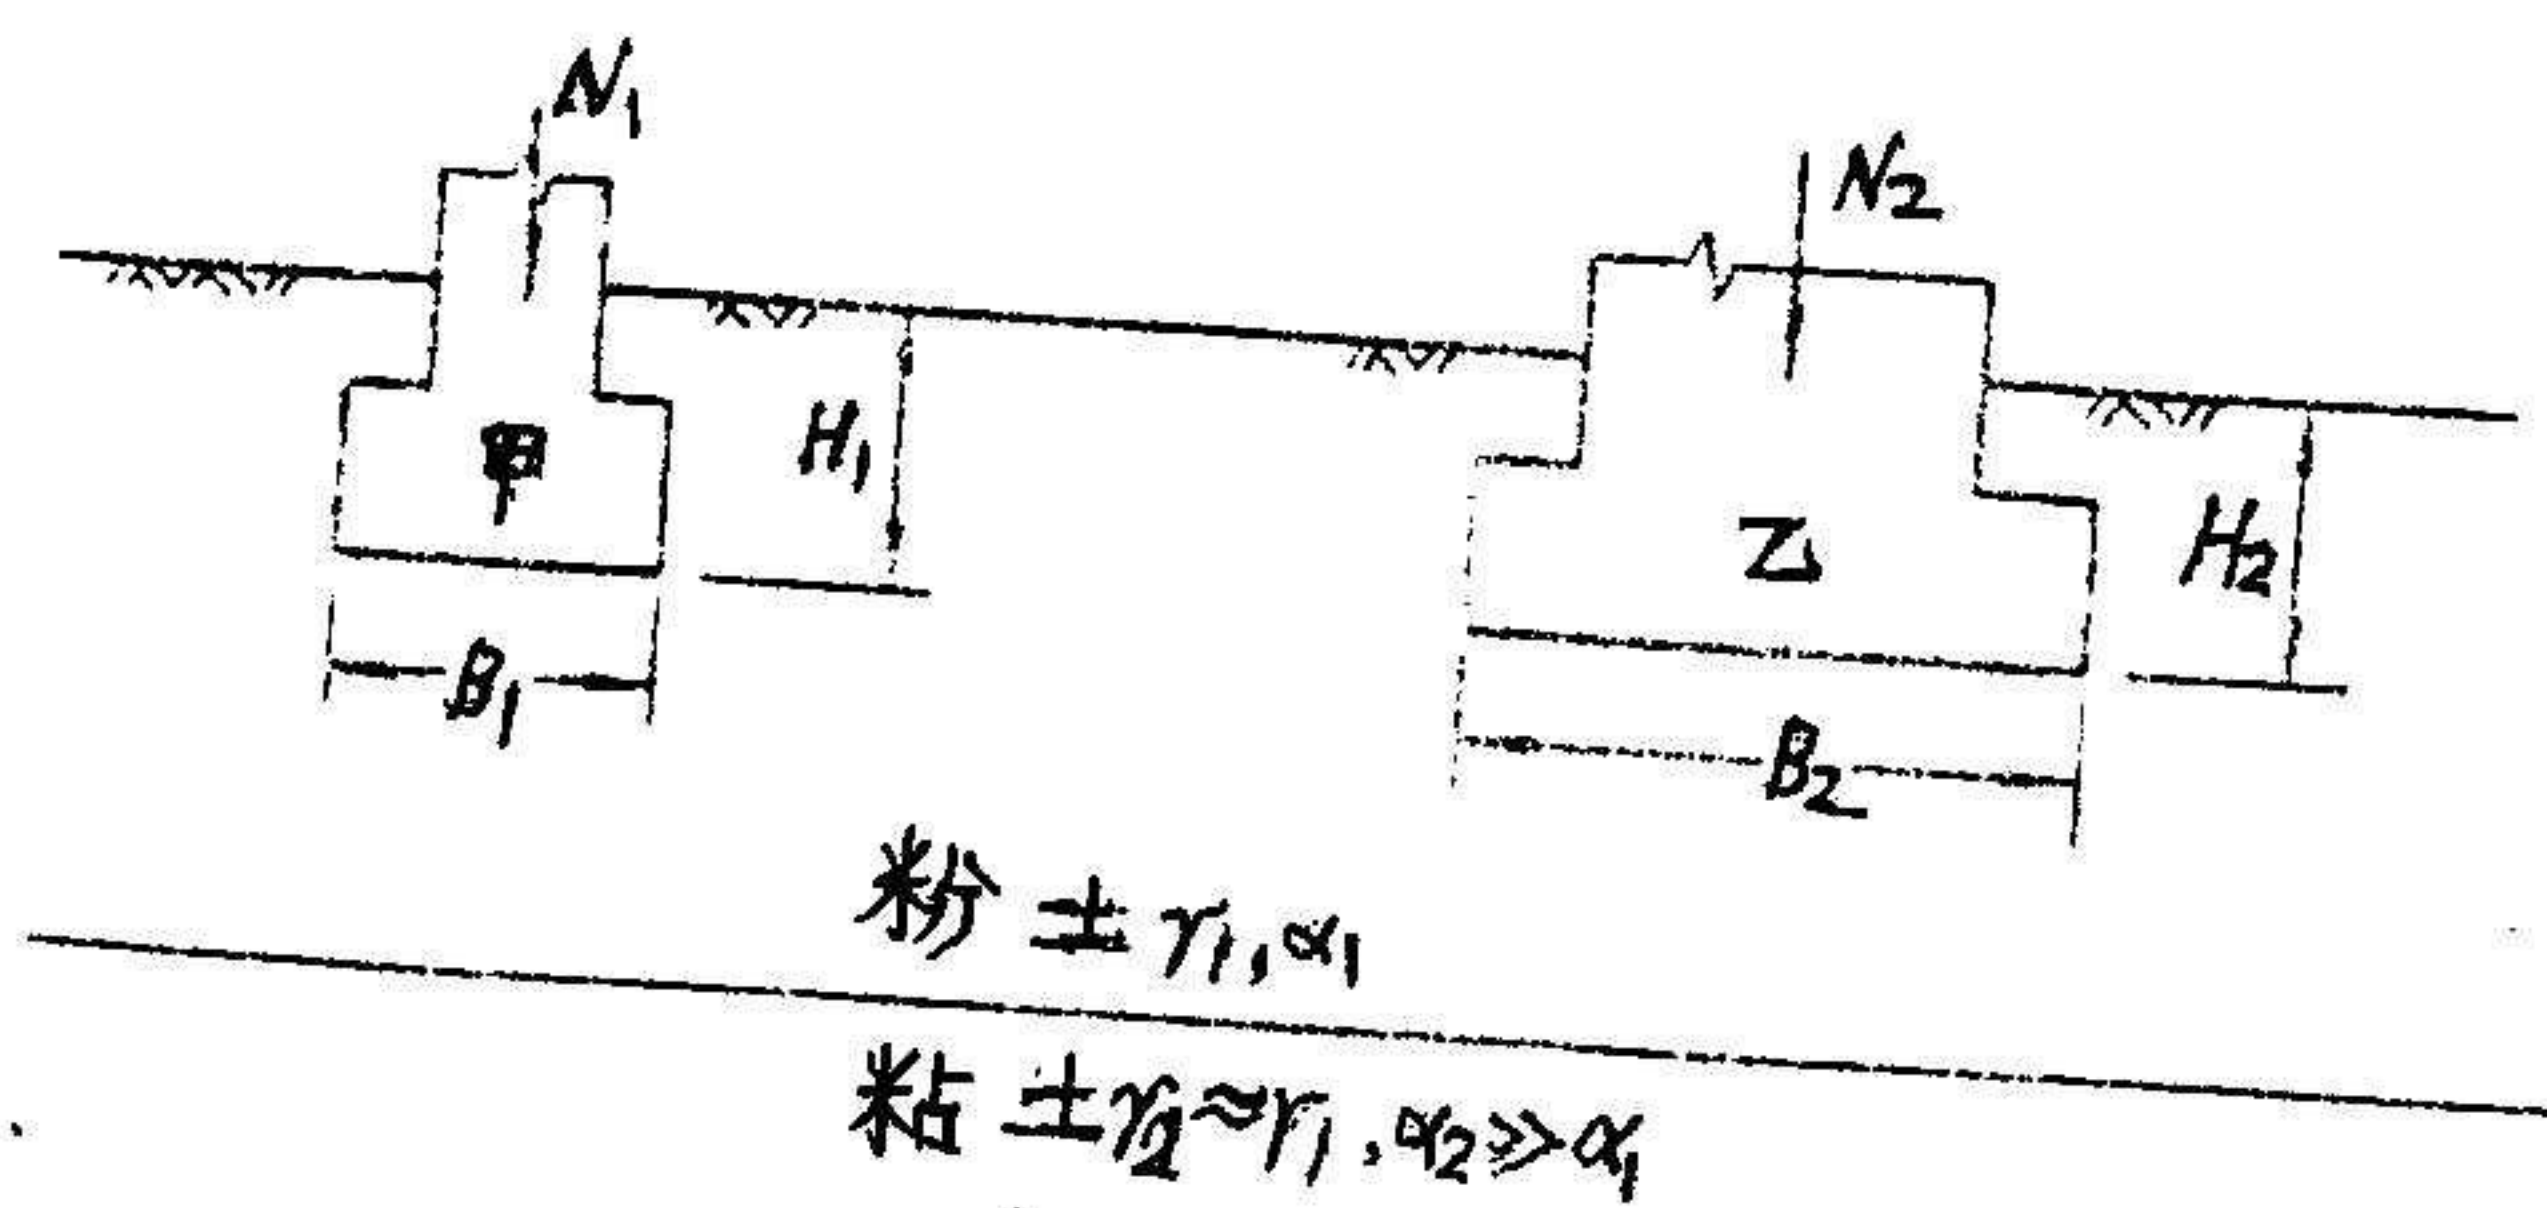 N₁
N₂
甲
H₁
乙
H₂
B₁
B₂
粉土 γ₁, α₁
粘土 γ₂≈γ₁, α₂≫α₁